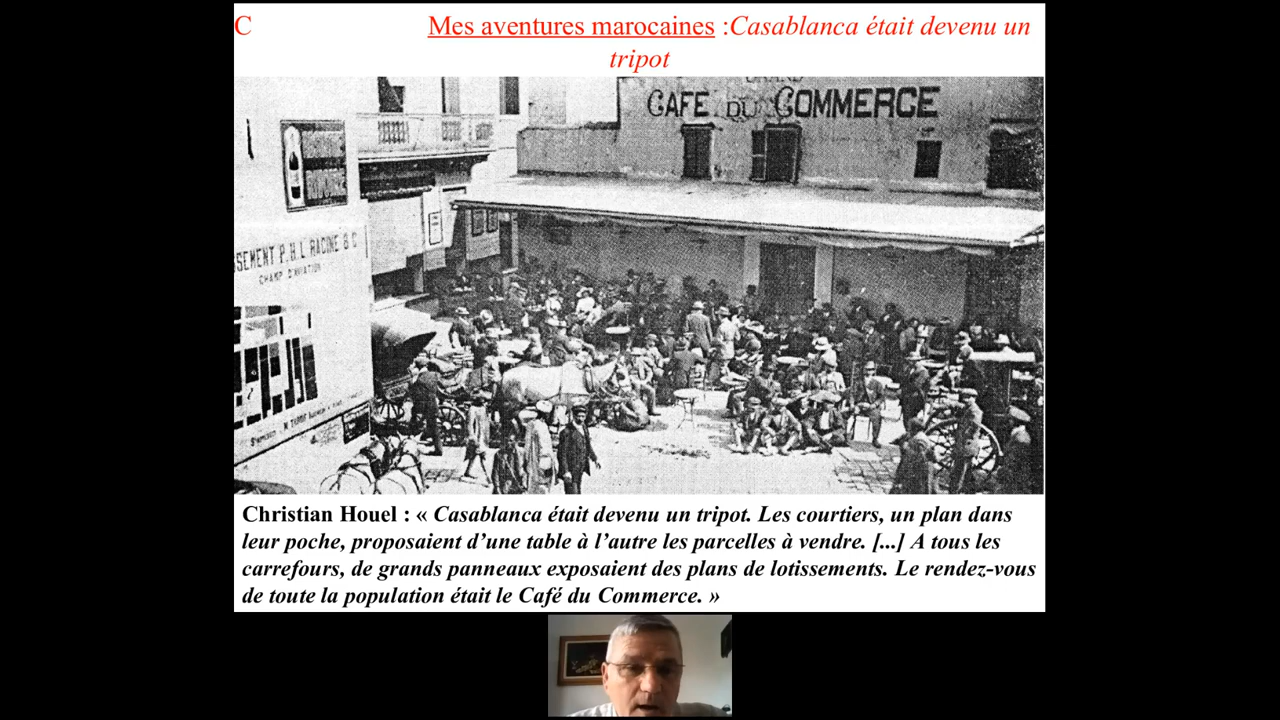 C Mes aventures marocaines :Casablanca était devenu un
tripot
CAFE DU COMMERCE
SSEMENT P. H. L RACINE & C
CHAMP D'AVIATION
Christian Houel : « Casablanca était devenu un tripot. Les courtiers, un plan dans
leur poche, proposaient d’une table à l’autre les parcelles à vendre. [...] A tous les
carrefours, de grands panneaux exposaient des plans de lotissements. Le rendez-vous
de toute la population était le Café du Commerce. »